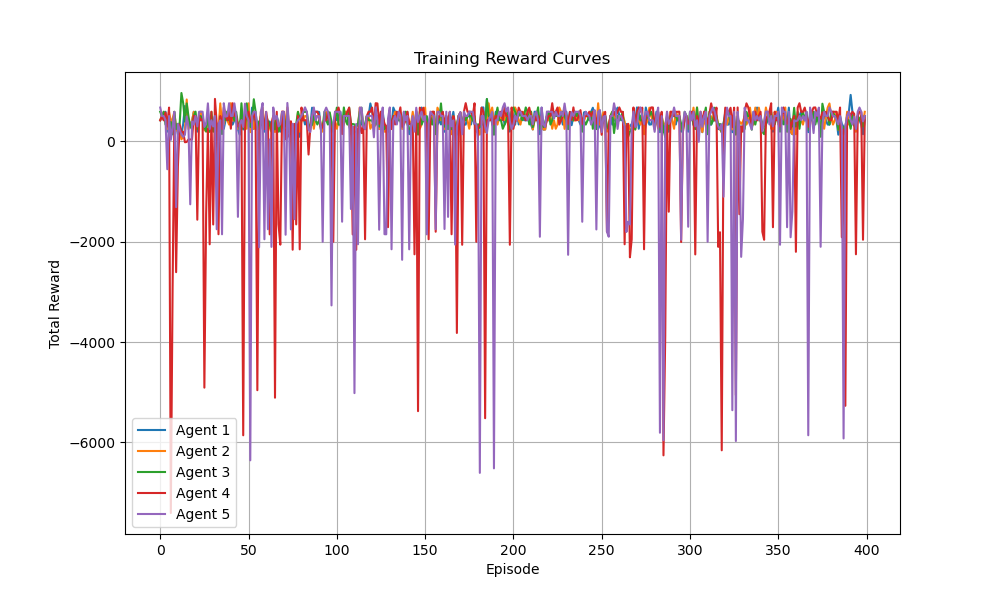 Training Reward Curves
Total Reward
0
−2000
−4000
−6000
Agent 1
Agent 2
Agent 3
Agent 4
Agent 5
0 50 100 150 200 250 300 350 400
Episode